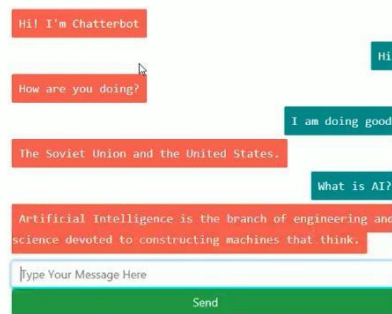 Hi! I'm Chatterbot
Hi
How are you doing?
I am doing good
The Soviet Union and the United States.
What is AI?
Artificial Intelligence is the branch of engineering and
science devoted to constructing machines that think.
Type Your Message Here
Send